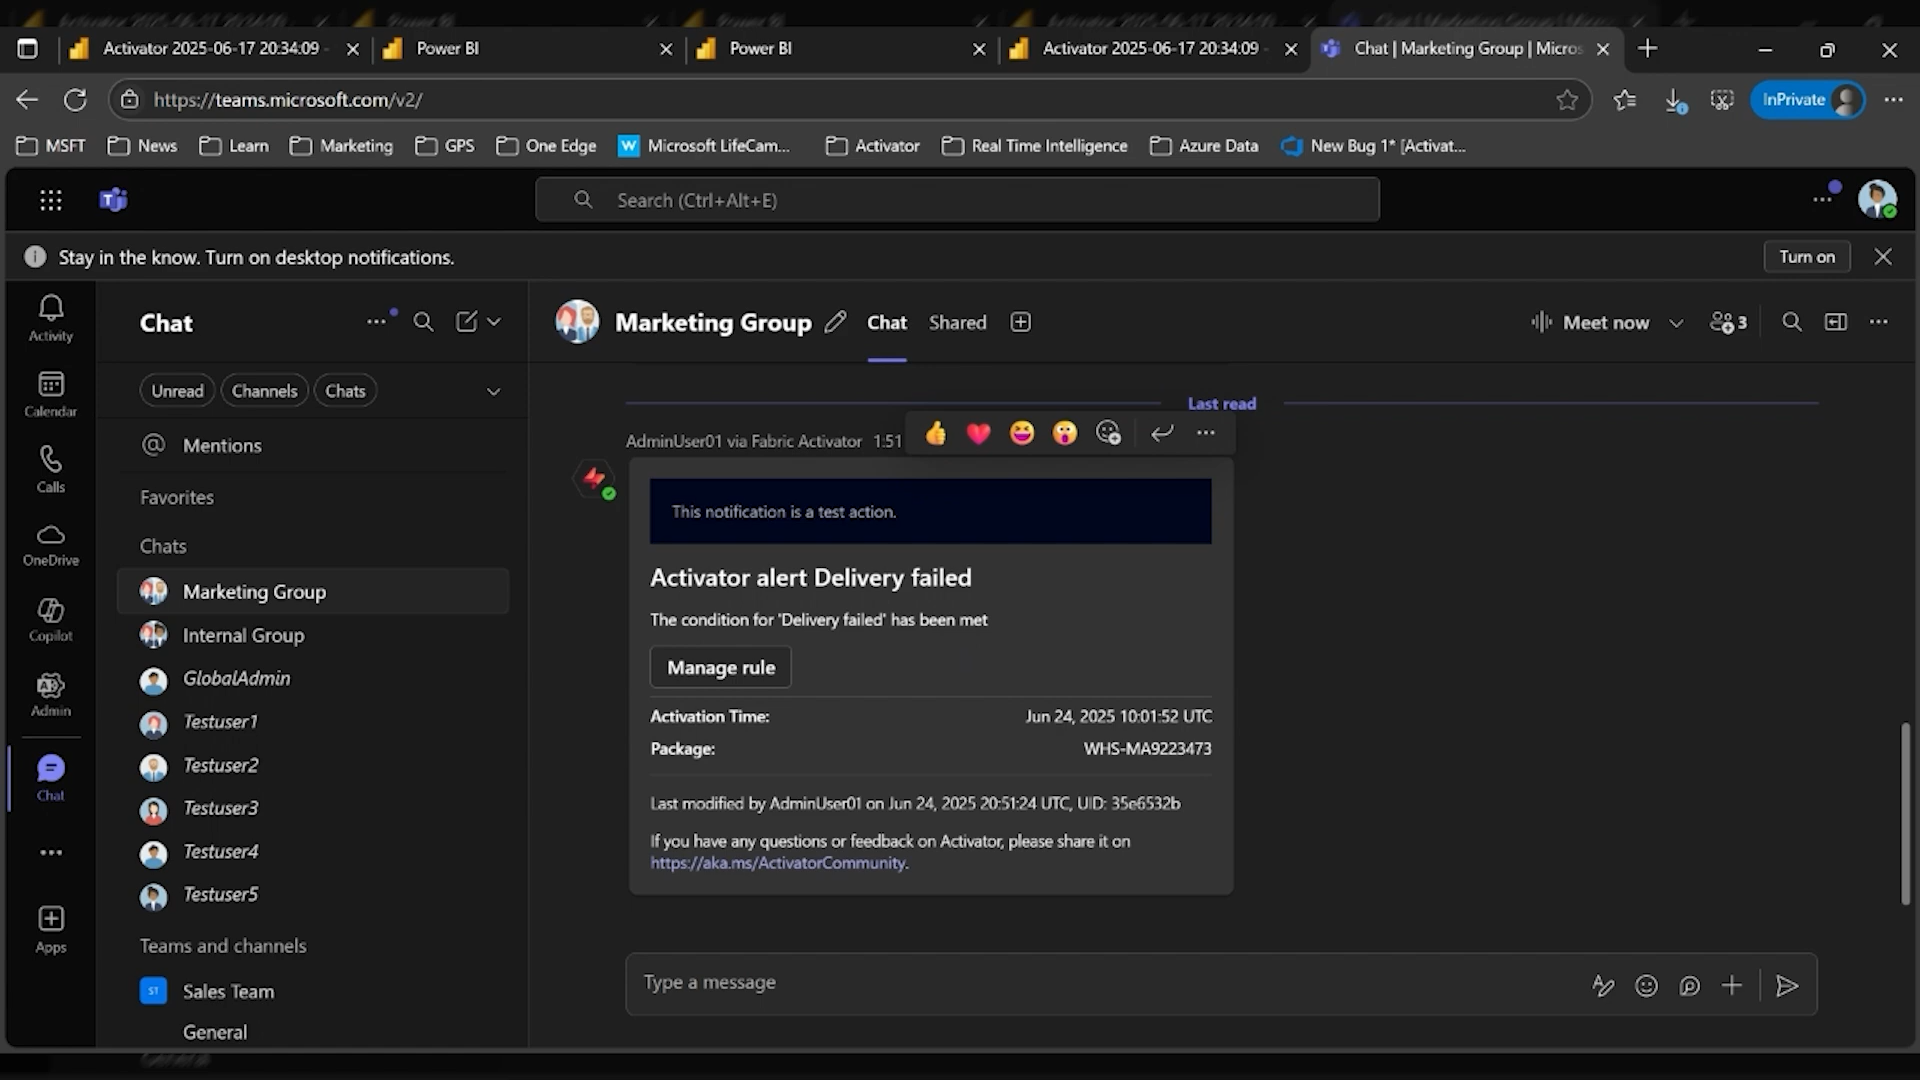 Activator 2025-06-17 20:34:09 -
Power BI
Power BI
Activator 2025-06-17 20:34:09 -
Chat | Marketing Group | Micros
https://teams.microsoft.com/v2/
InPrivate
MSFT
News
Learn
Marketing
GPS
One Edge
W
Microsoft LifeCam...
Activator
Real Time Intelligence
Azure Data
New Bug 1* [Activat...
T
Search (Ctrl+Alt+E)
Stay in the know. Turn on desktop notifications.
Turn on
Activity
Calendar
Calls
OneDrive
Copilot
Admin
Chat
Apps
Chat
Unread
Channels
Chats
Mentions
Favorites
Chats
Marketing Group
Internal Group
GlobalAdmin
Testuser1
Testuser2
Testuser3
Testuser4
Testuser5
Teams and channels
ST
Sales Team
General
Marketing Group
Chat
Shared
Meet now
3
Last read
AdminUser01 via Fabric Activator 1:51
This notification is a test action.
Activator alert Delivery failed
The condition for 'Delivery failed' has been met
Manage rule
Activation Time: Jun 24, 2025 10:01:52 UTC
Package: WHS-MA9223473
Last modified by AdminUser01 on Jun 24, 2025 20:51:24 UTC, UID: 35e6532b
If you have any questions or feedback on Activator, please share it on
https://aka.ms/ActivatorCommunity.
Type a message